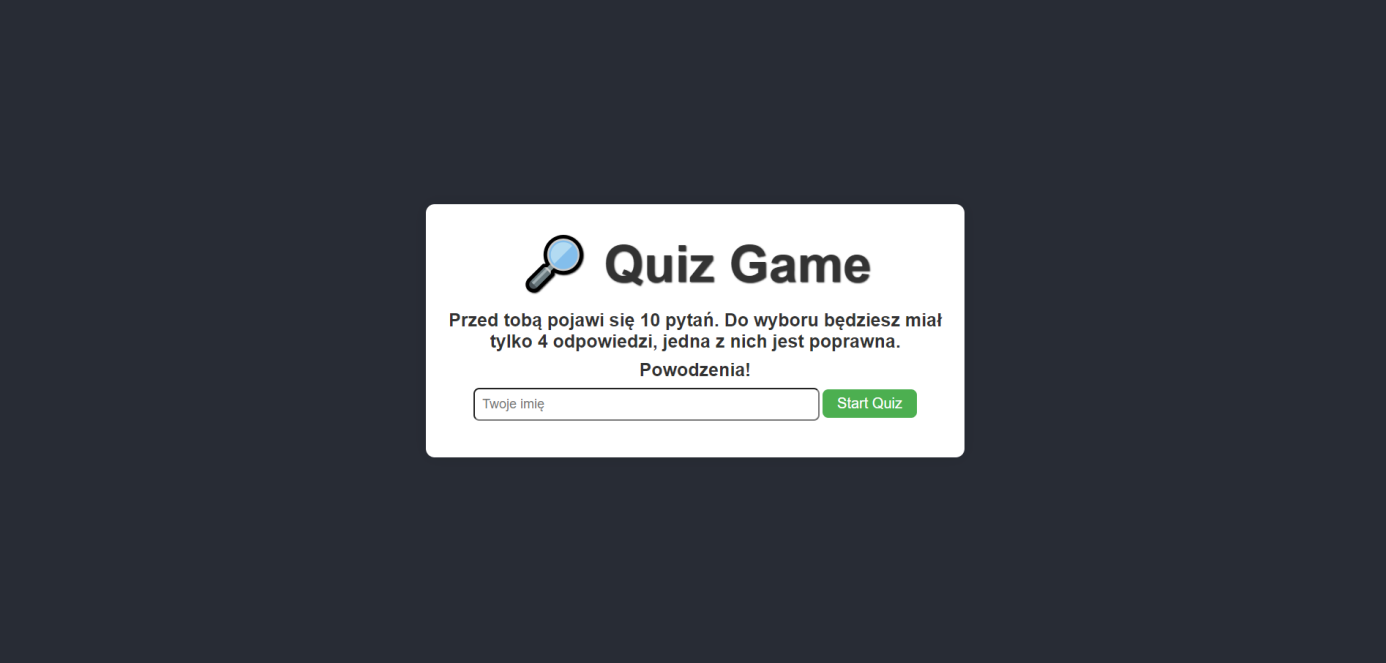 Quiz Game
Przed tobą pojawi się 10 pytań. Do wyboru będziesz miał
tylko 4 odpowiedzi, jedna z nich jest poprawna.
Powodzenia!
Twoje imię Start Quiz